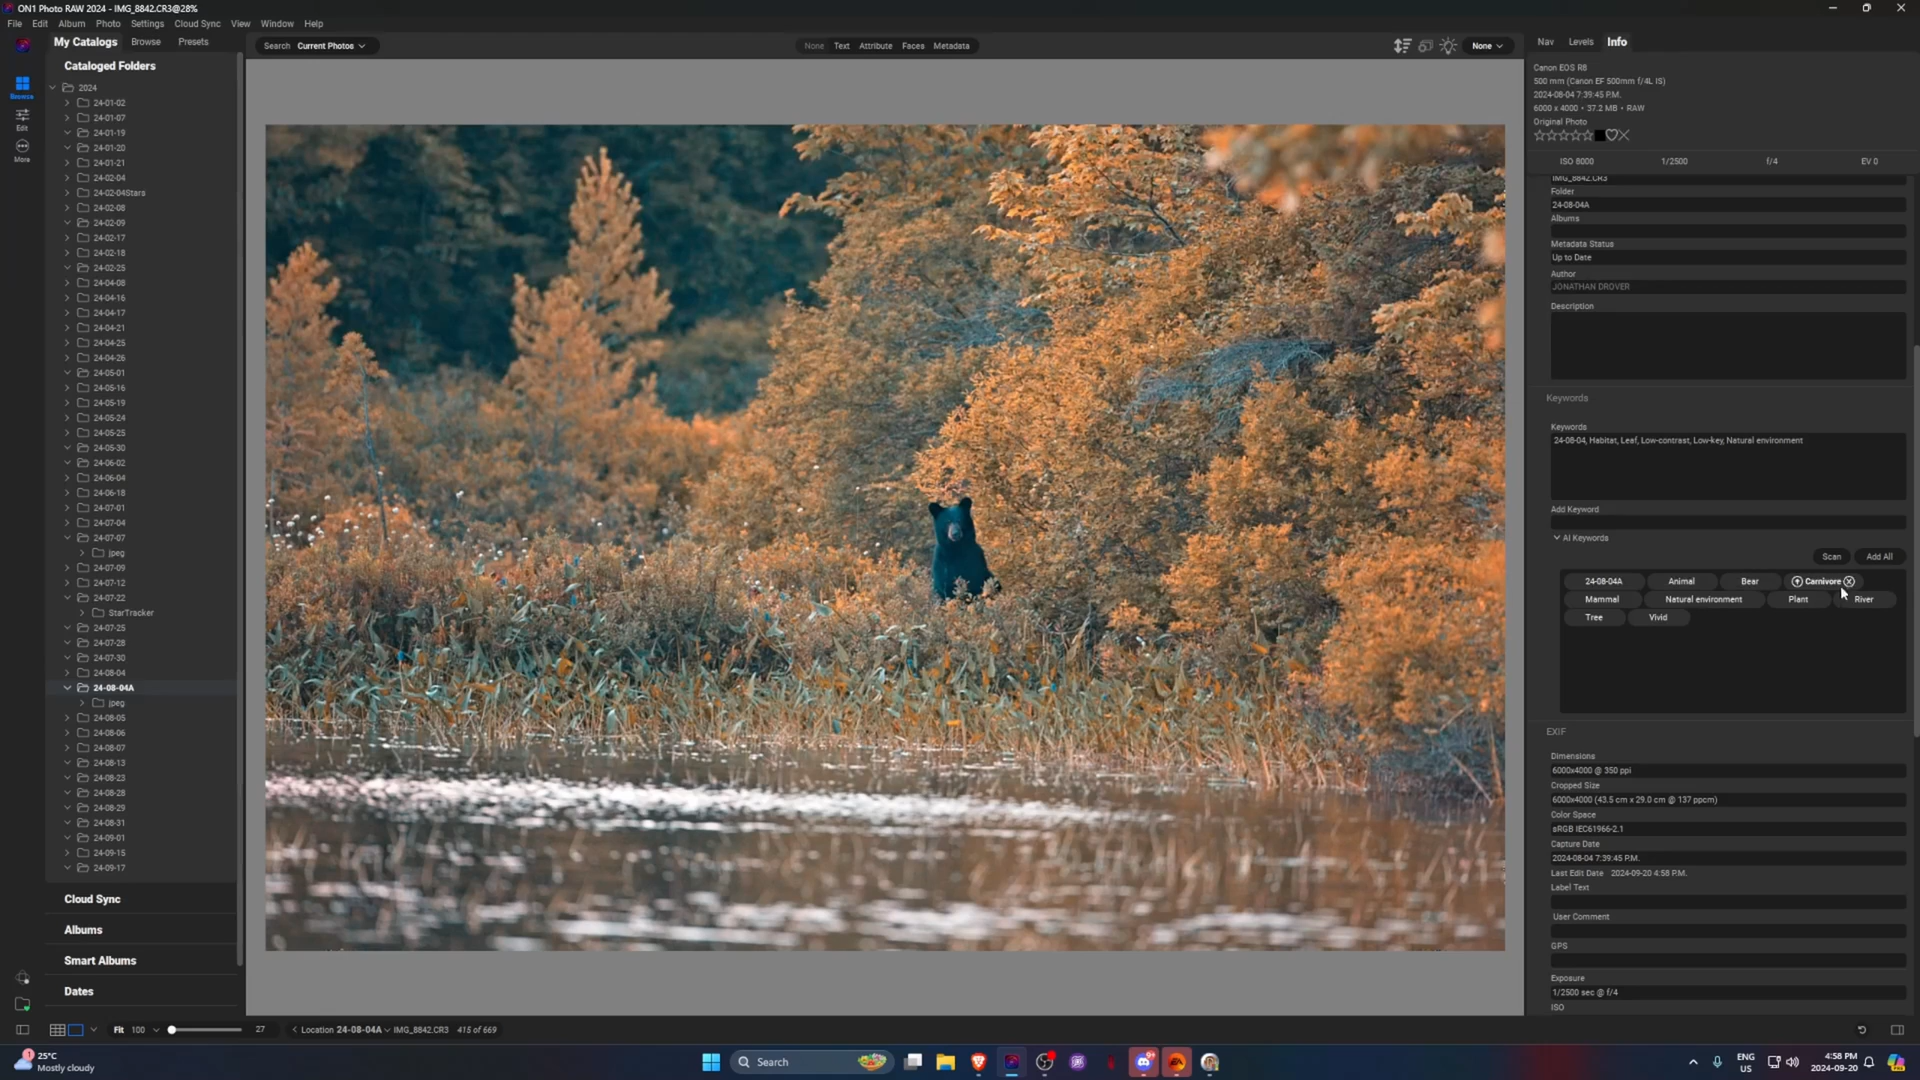 ON1 Photo RAW 2024 - IMG_8842.CR3@28%
File Edit Album Photo Settings Cloud Sync View Window Help
My Catalogs Browse Presets
Search Current Photos
None Text Attribute Faces Metadata
None
Nav Levels Info
Browse
Edit
More
Cataloged Folders
2024
24-01-02
24-01-07
24-01-19
24-01-20
24-01-21
24-02-04
24-02-04Stars
24-02-08
24-02-09
24-02-17
24-02-18
24-02-25
24-04-08
24-04-16
24-04-17
24-04-21
24-04-25
24-04-26
24-05-01
24-05-16
24-05-19
24-05-24
24-05-25
24-05-30
24-06-02
24-06-04
24-06-18
24-07-01
24-07-04
24-07-07
jpeg
24-07-09
24-07-12
24-07-22
StarTracker
24-07-25
24-07-28
24-07-30
24-08-04
24-08-04A
jpeg
24-08-05
24-08-06
24-08-07
24-08-13
24-08-23
24-08-28
24-08-29
24-08-31
24-09-01
24-09-15
24-09-17
Cloud Sync
Albums
Smart Albums
Dates
Canon EOS R8
500 mm (Canon EF 500mm f/4L IS)
2024-08-04 7:39:45 P.M.
6000 x 4000 • 37.2 MB • RAW
Original Photo
ISO 8000 1/2500 f/4 EV 0
IMG_8842.CR3
Folder
24-08-04A
Albums
Metadata Status
Up to Date
Author
JONATHAN DROVER
Description
Keywords
Keywords
24-08-04, Habitat, Leaf, Low-contrast, Low-key, Natural environment
Add Keyword
AI Keywords
Scan Add All
24-08-04A Animal Bear Carnivore
Mammal Natural environment Plant River
Tree Vivid
EXIF
Dimensions
6000x4000 @ 350 ppi
Cropped Size
6000x4000 (43.5 cm x 29.0 cm @ 137 ppcm)
Color Space
sRGB IEC61966-2.1
Capture Date
2024-08-04 7:39:45 P.M.
Last Edit Date 2024-09-20 4:58 P.M.
Label Text
User Comment
GPS
Exposure
1/2500 sec @ f/4
ISO
Fit 100 27 Location 24-08-04A IMG_8842.CR3 415 of 669
1
25°C
Mostly cloudy
Search
ENG
US
4:58 PM
2024-09-20